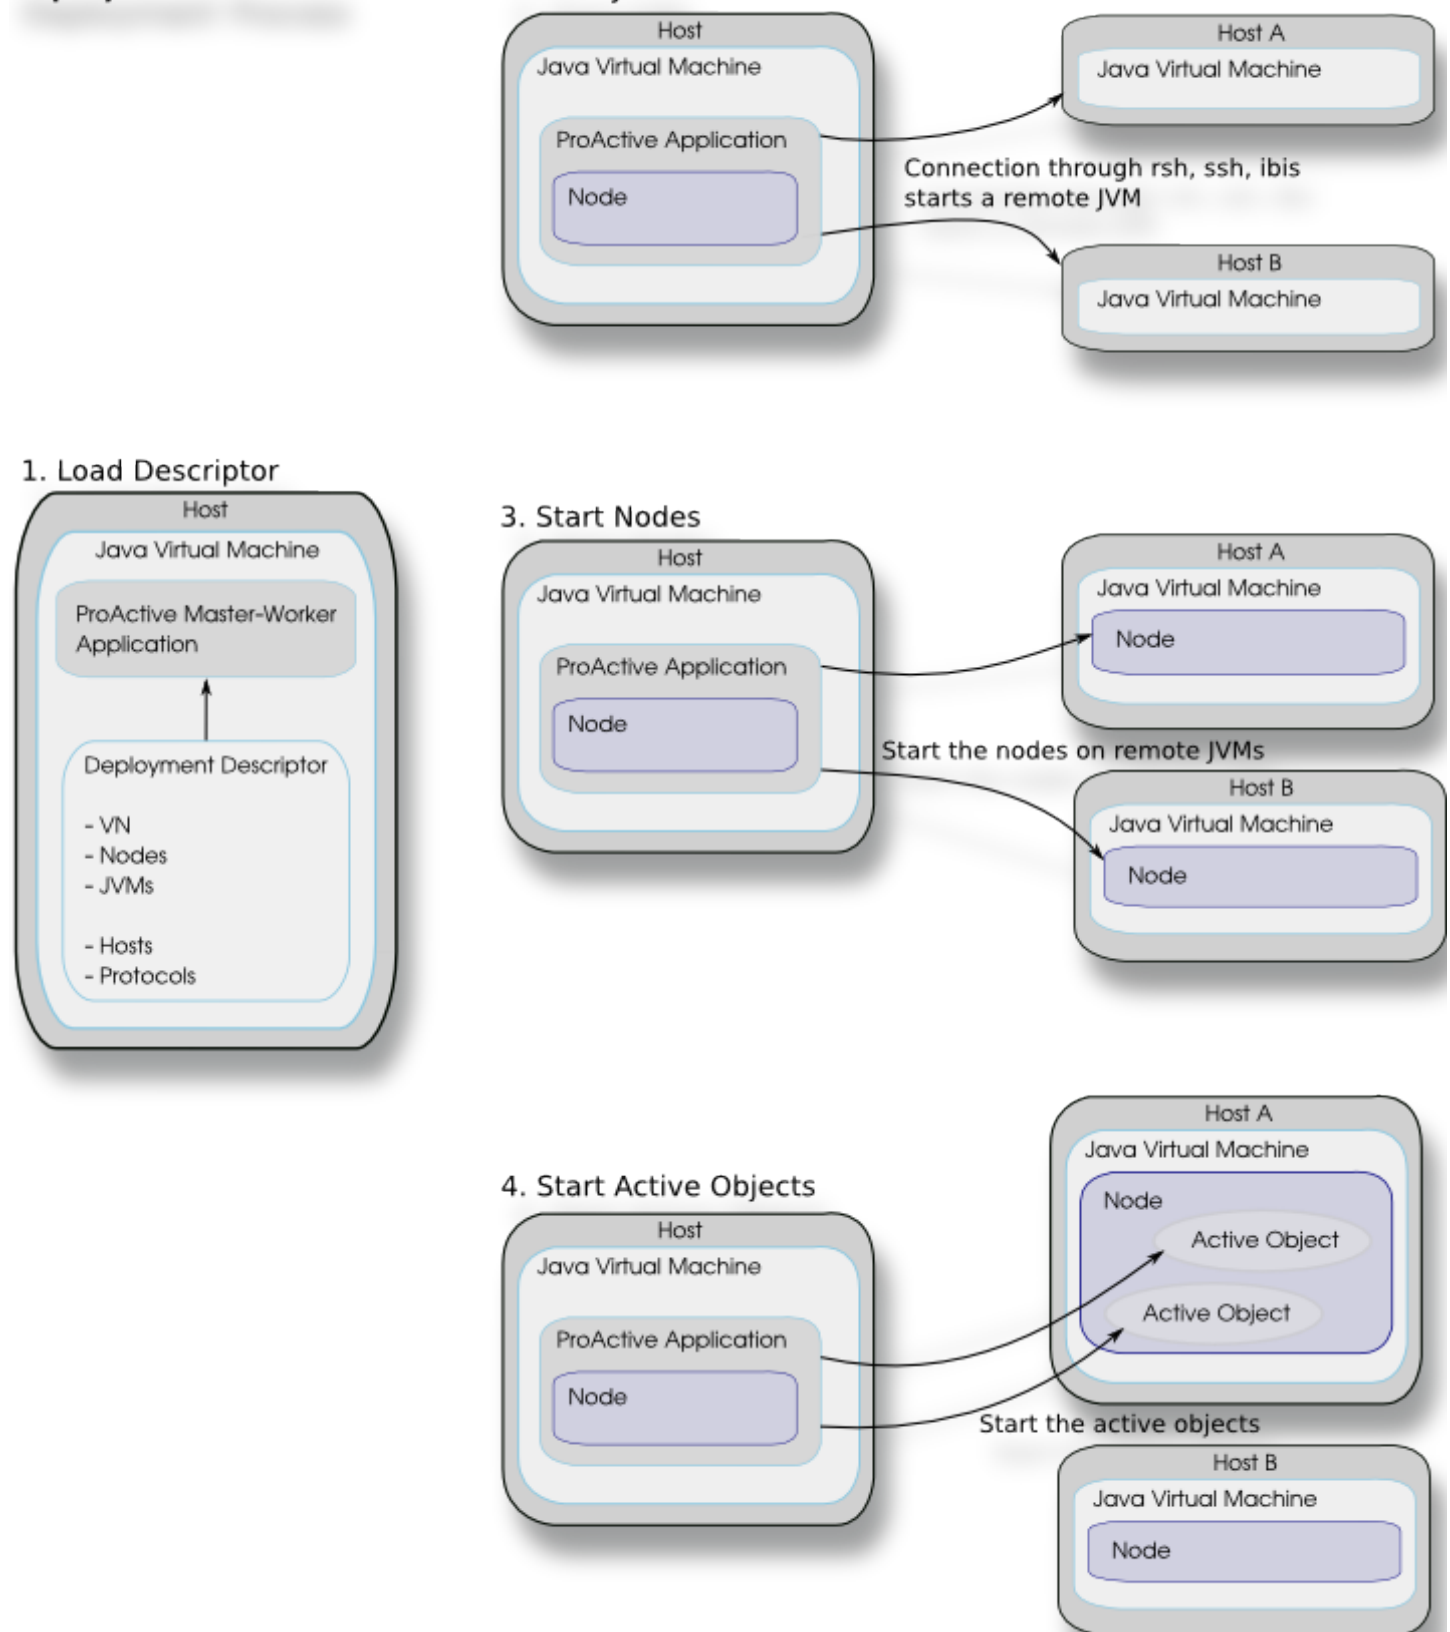 Host
Java Virtual Machine
ProActive Application
Node
Host A
Java Virtual Machine
Connection through rsh, ssh, ibis
starts a remote JVM
Host B
Java Virtual Machine
1. Load Descriptor
Host
Java Virtual Machine
ProActive Master-Worker
Application
Deployment Descriptor
- VN
- Nodes
- JVMs
- Hosts
- Protocols
3. Start Nodes
Host
Java Virtual Machine
ProActive Application
Node
Host A
Java Virtual Machine
Node
Start the nodes on remote JVMs
Host B
Java Virtual Machine
Node
4. Start Active Objects
Host
Java Virtual Machine
ProActive Application
Node
Host A
Java Virtual Machine
Node
Active Object
Active Object
Start the active objects
Host B
Java Virtual Machine
Node